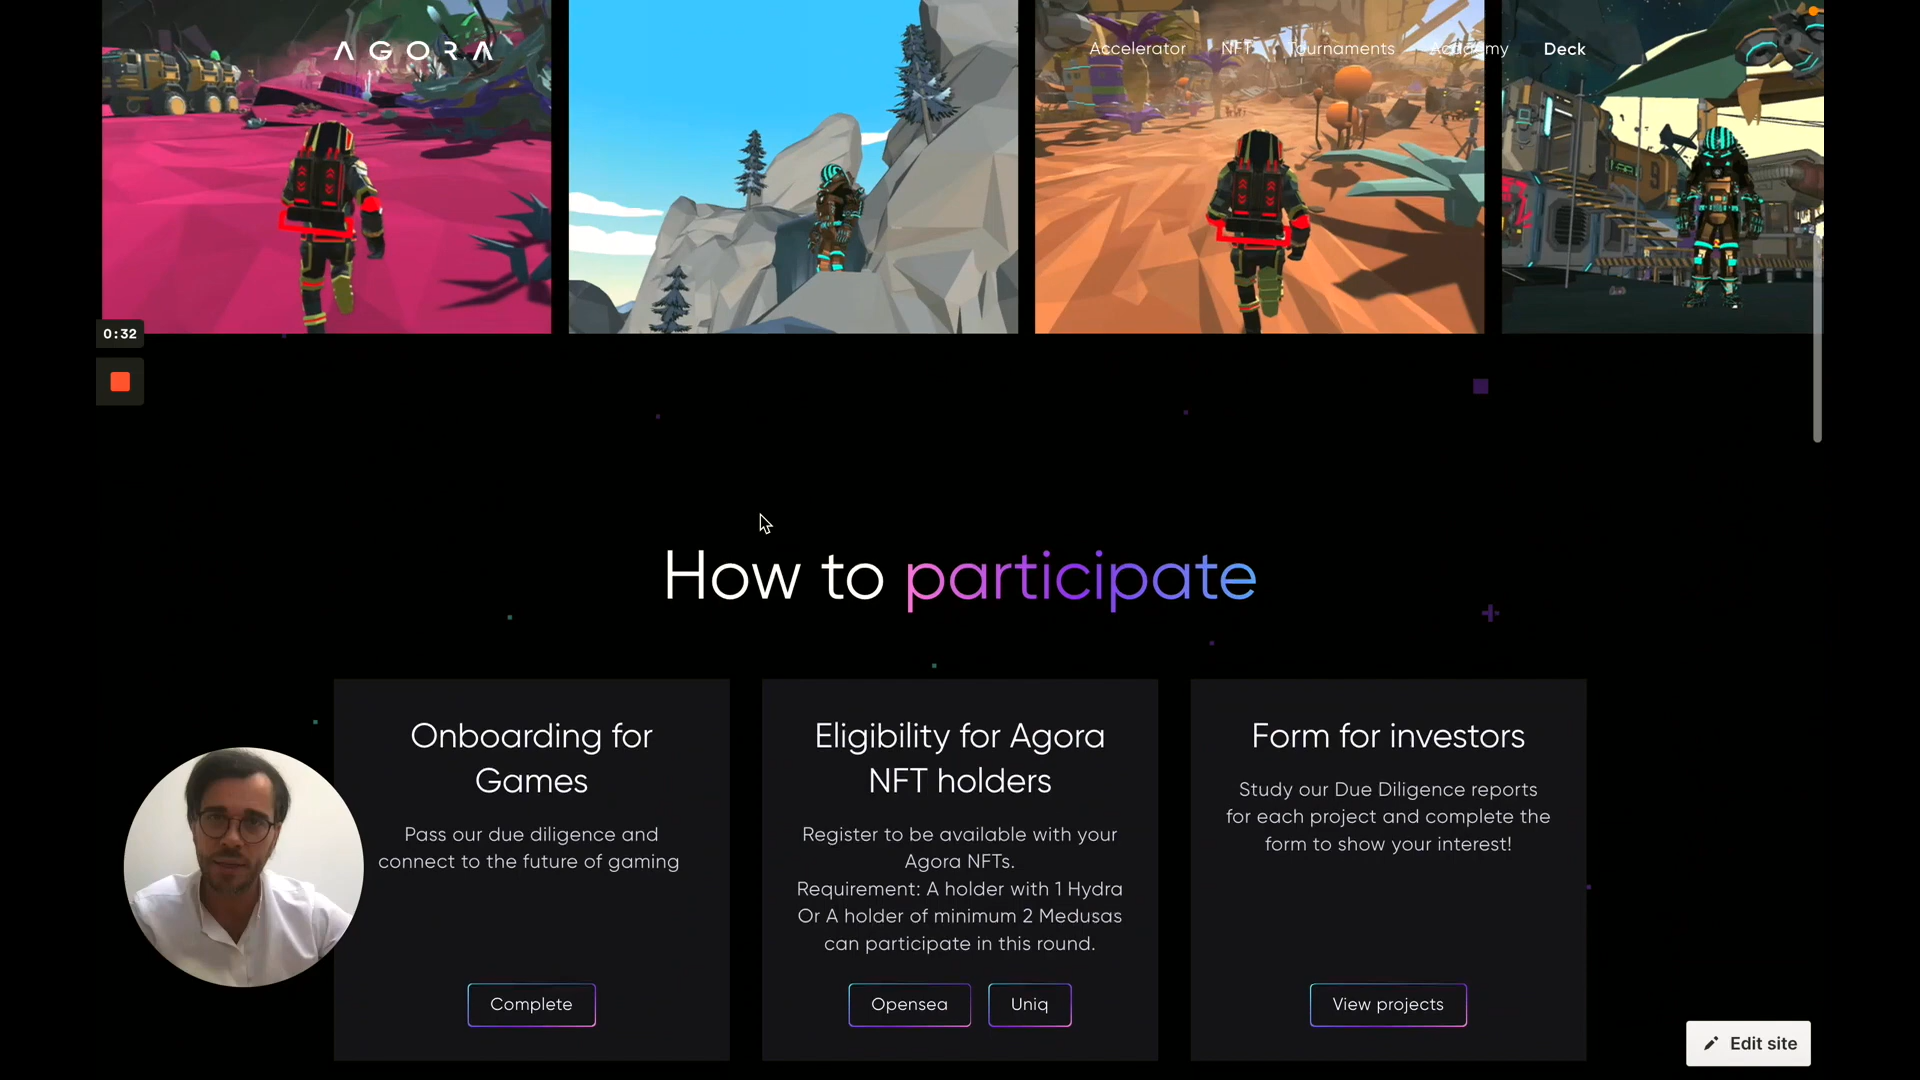 AGORA
Accelerator NFT Tournaments Academy Deck
0:32
How to participate
Onboarding for
Games
Pass our due diligence and
connect to the future of gaming
Complete
Eligibility for Agora
NFT holders
Register to be available with your
Agora NFTs.
Requirement: A holder with 1 Hydra
Or A holder of minimum 2 Medusas
can participate in this round.
Opensea Uniq
Form for investors
Study our Due Diligence reports
for each project and complete the
form to show your interest!
View projects
Edit site